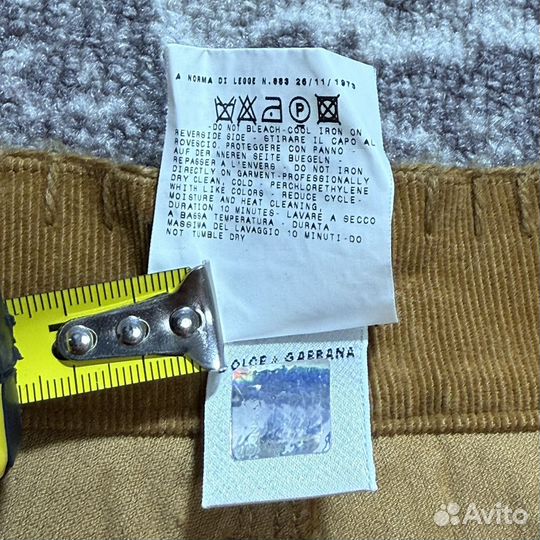 A NORMA DI LEGGE N.883 26/11/1973
P
-DO NOT BLEACH-COOL IRON ON
REVERSIDE SIDE - STIRARE IL CAPO AL
ROVESCIO, PROTEGGERE CON PANNO -
AUF DER NNEREN SEITE BUEGELN -
REPASSER A L'ENVERS - DO NOT IRON
DIRECTLY ON GARMENT-PROFESSIONALLY
DRY CLEAN, COLD - PERCHLORETHYLENE
WHITH LIKE COLORS - REDUCE CYCLE-
MOISTURE AND HEAT CLEANING,
DURATION 10 MINUTES- LAVARE A SECCO
A BASSA TEMPERATURA - DURATA
MASSIVA DEL LAVAGGIO 10 MINUTI-DO
NOT TUMBLE DRY
DOLCE & GABBANA
Avito